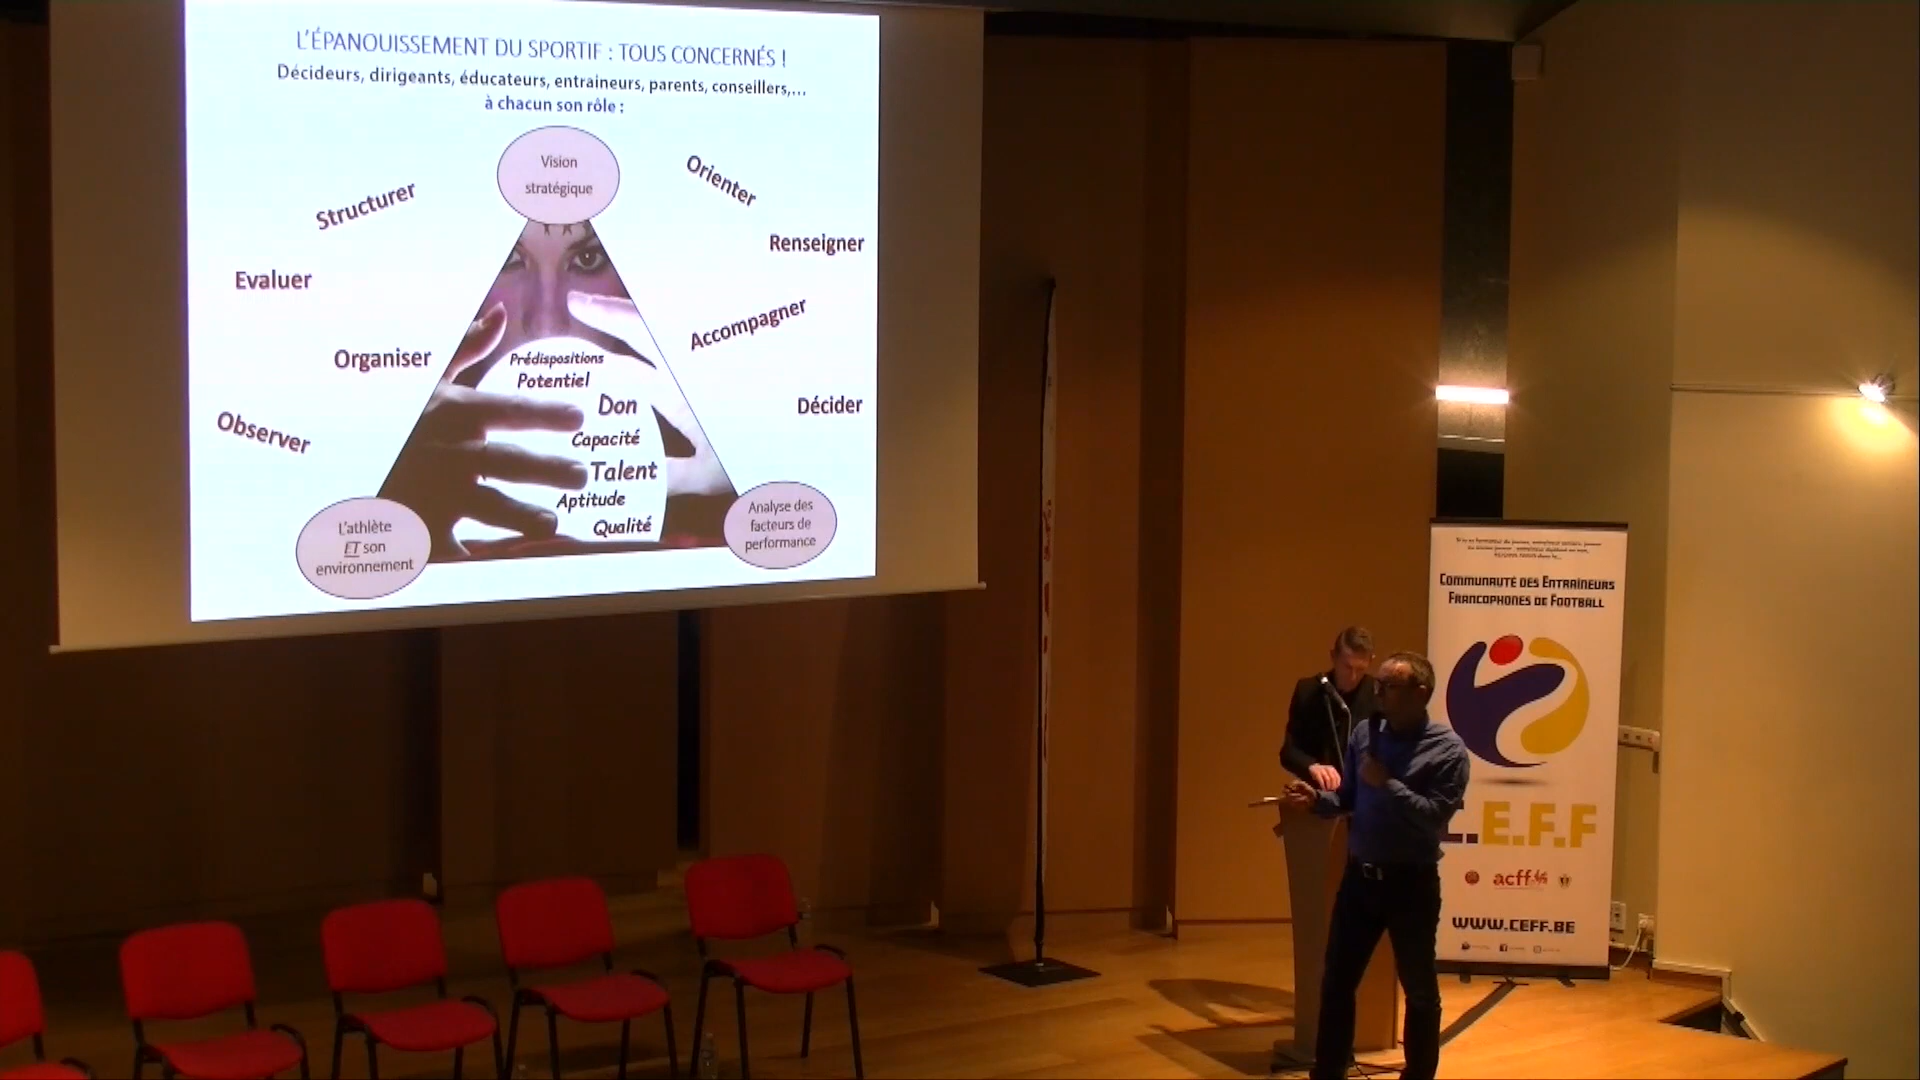 L'ÉPANOUISSEMENT DU SPORTIF : TOUS CONCERNÉS !
Décideurs, dirigeants, éducateurs, entraineurs, parents, conseillers,...
à chacun son rôle :
Vision
stratégique
Structurer
Evaluer
Organiser
Observer
Orienter
Renseigner
Accompagner
Décider
Prédispositions
Potentiel
Don
Capacité
Talent
Aptitude
Qualité
L'athlète
ET son
environnement
Analyse des
facteurs de
performance
COMMUNAUTÉ DES ENTRAÎNEURS
FRANCOPHONES DE FOOTBALL
.E.F.F
acff
WWW.CEFF.BE